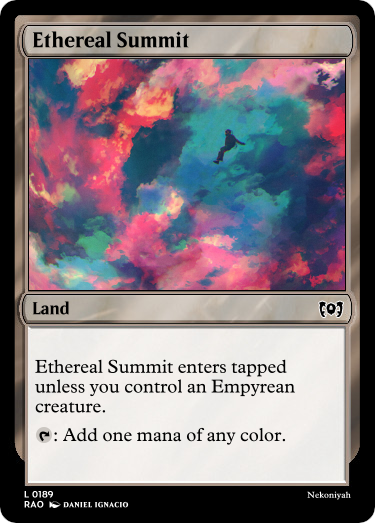 Ethereal Summit
Land
Ethereal Summit enters tapped
unless you control an Empyrean
creature.
: Add one mana of any color.
L 0189
Nekoniyah
RAO DANIEL IGNACIO